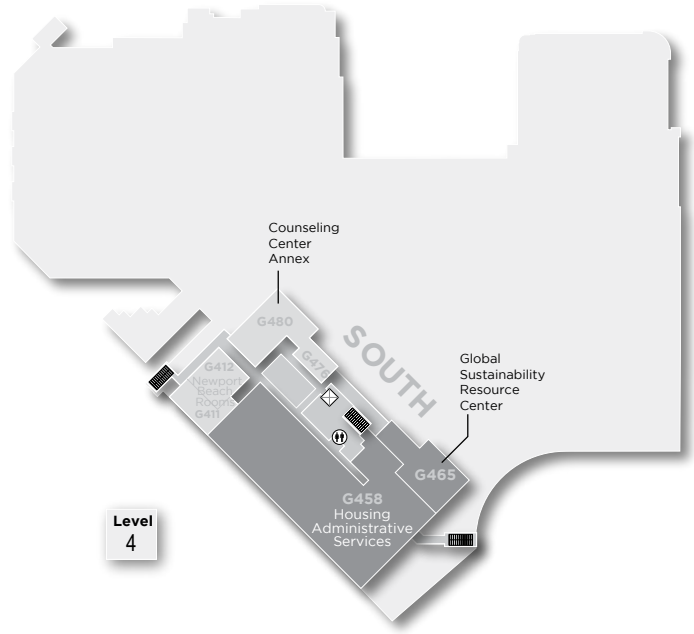 Counseling
Center
Annex
G480
SOUTH
G476
G412
Newport
Beach
Rooms
G411
Global
Sustainability
Resource
Center
G465
G458
Housing
Administrative
Services
Level
4